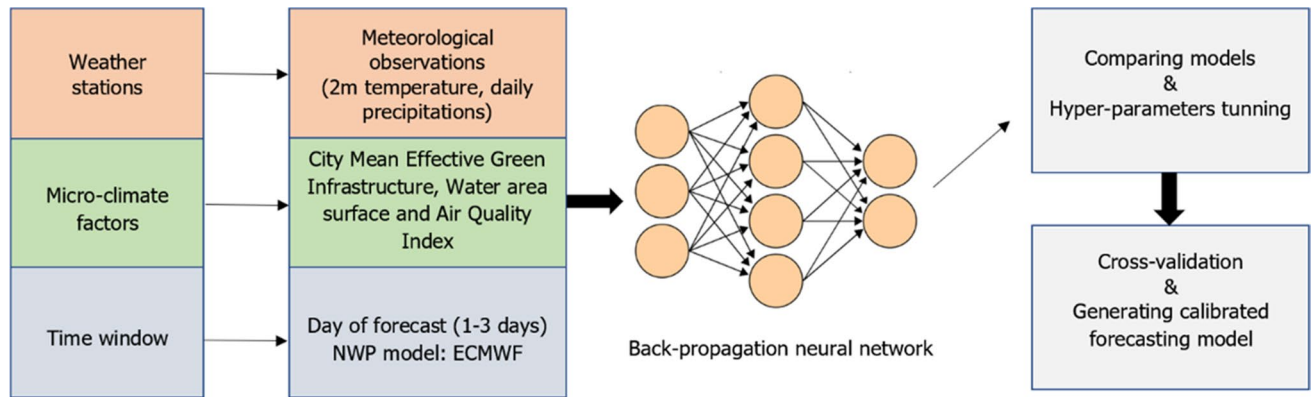 Weather
stations
Meteorological
observations
(2m temperature, daily
precipitations)
Micro-climate
factors
City Mean Effective Green
Infrastructure, Water area
surface and Air Quality
Index
Time window
Day of forecast (1-3 days)
NWP model: ECMWF
Back-propagation neural network
Comparing models
&
Hyper-parameters tunning
Cross-validation
&
Generating calibrated
forecasting model